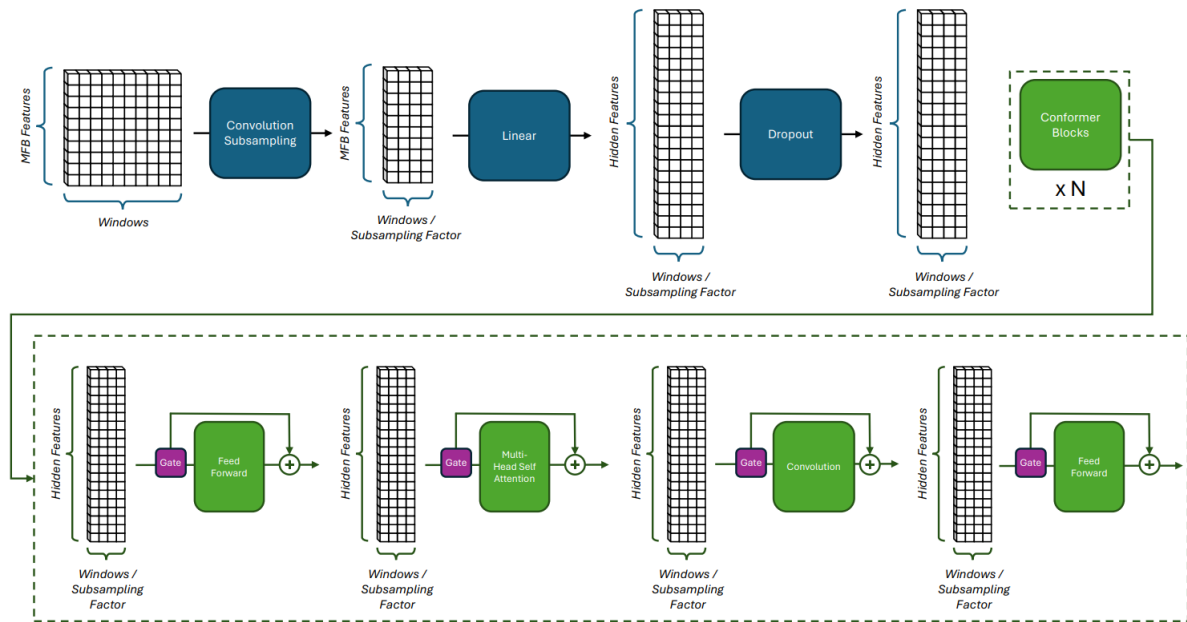 MFB Features
Windows
Convolution
Subsampling
MFB Features
Windows /
Subsampling Factor
Linear
Hidden Features
Windows /
Subsampling Factor
Dropout
Hidden Features
Windows /
Subsampling Factor
Conformer
Blocks
x N
Hidden Features
Windows /
Subsampling
Factor
Gate
Feed
Forward
+
Hidden Features
Windows /
Subsampling
Factor
Gate
Multi-
Head Self
Attention
+
Hidden Features
Windows /
Subsampling
Factor
Gate
Convolution
+
Hidden Features
Windows /
Subsampling
Factor
Gate
Feed
Forward
+